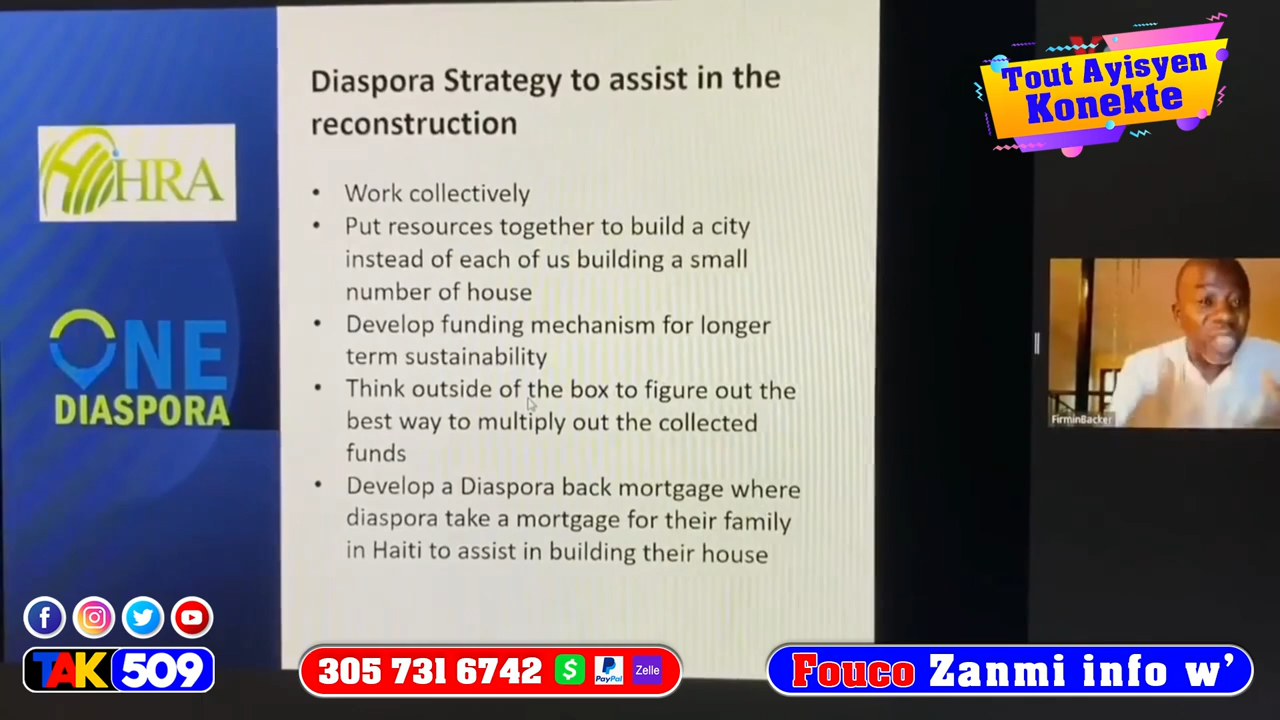 Diaspora Strategy to assist in the
reconstruction
HRA
• Work collectively
• Put resources together to build a city
instead of each of us building a small
number of house
• Develop funding mechanism for longer
term sustainability
• Think outside of the box to figure out the
best way to multiply out the collected
funds
• Develop a Diaspora back mortgage where
diaspora take a mortgage for their family
in Haiti to assist in building their house
ONE
DIASPORA
Tout Ayisyen
Konekte
FirminBacker
TAK 509
305 731 6742 $ PayPal Zelle
Fouco Zanmi info w’